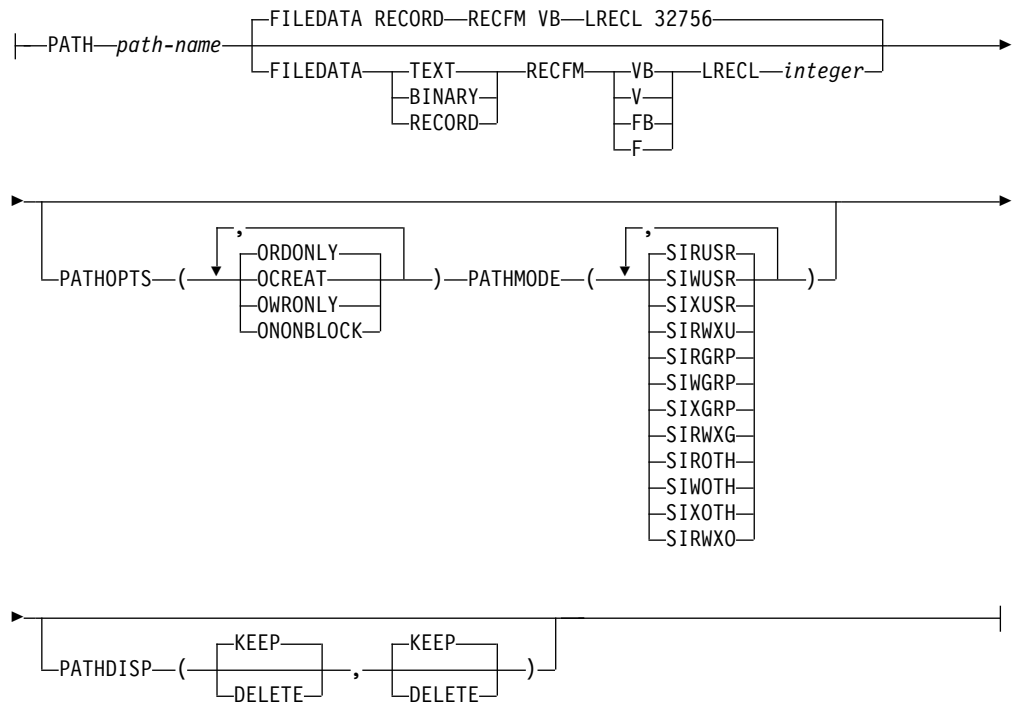 FILEDATA RECORD RECFM VB LRECL 32756
PATH path-name
FILEDATA TEXT RECFM VB LRECL integer
BINARY V
RECORD FB
F
, ,
ORDONLY SIRUSR
PATHOPTS ( OCREAT ) PATHMODE ( SIWUSR )
OWRONLY SIXUSR
ONONBLOCK SIRWXU
SIRGRP
SIWGRP
SIXGRP
SIRWXG
SIROTH
SIWOTH
SIXOTH
SIRWXO
KEEP KEEP
PATHDISP ( , )
DELETE DELETE